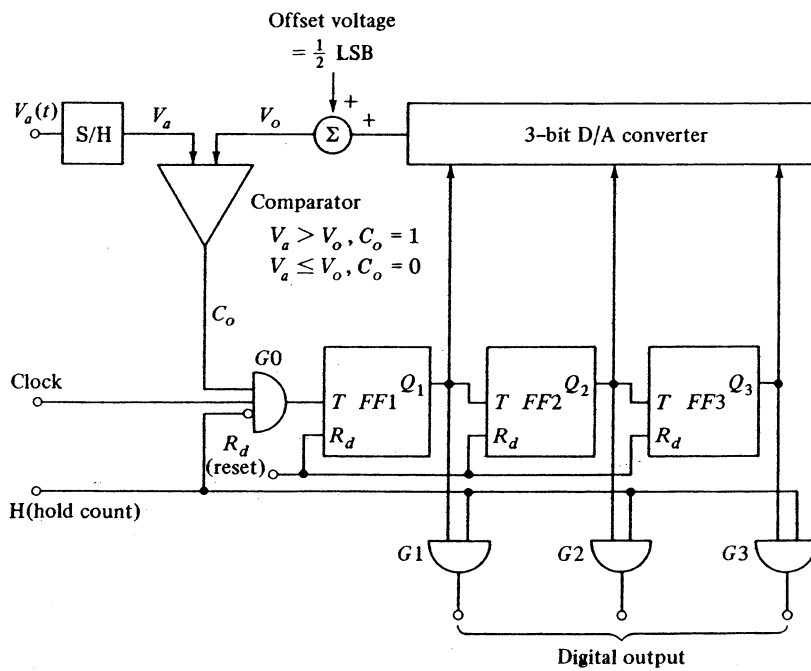 Offset voltage
= 1/2 LSB
V_a(t)
S/H
V_a
V_o
+
Σ
+
3-bit D/A converter
Comparator
V_a > V_o, C_o = 1
V_a ≤ V_o, C_o = 0
C_o
G0
Clock
T FF1 Q_1
R_d
T FF2 Q_2
R_d
T FF3 Q_3
R_d
R_d
(reset)
H(hold count)
G1
G2
G3
Digital output